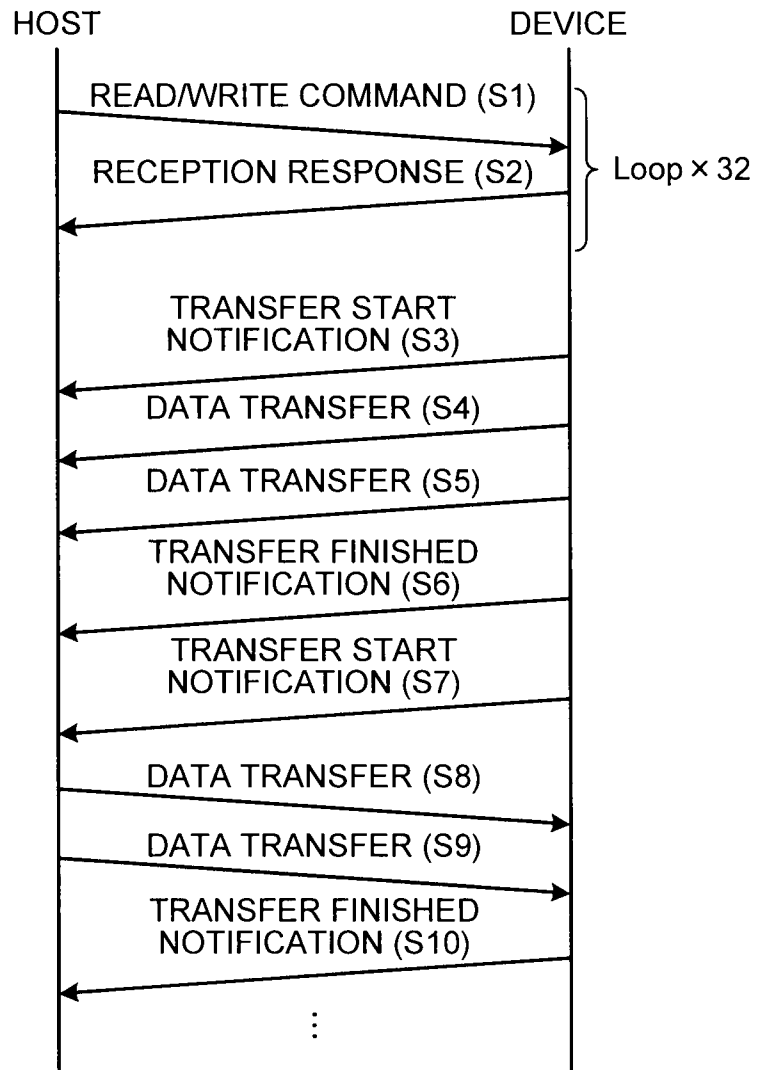 HOST
DEVICE
READ/WRITE COMMAND (S1)
RECEPTION RESPONSE (S2)
Loop × 32
TRANSFER START
NOTIFICATION (S3)
DATA TRANSFER (S4)
DATA TRANSFER (S5)
TRANSFER FINISHED
NOTIFICATION (S6)
TRANSFER START
NOTIFICATION (S7)
DATA TRANSFER (S8)
DATA TRANSFER (S9)
TRANSFER FINISHED
NOTIFICATION (S10)
⋮